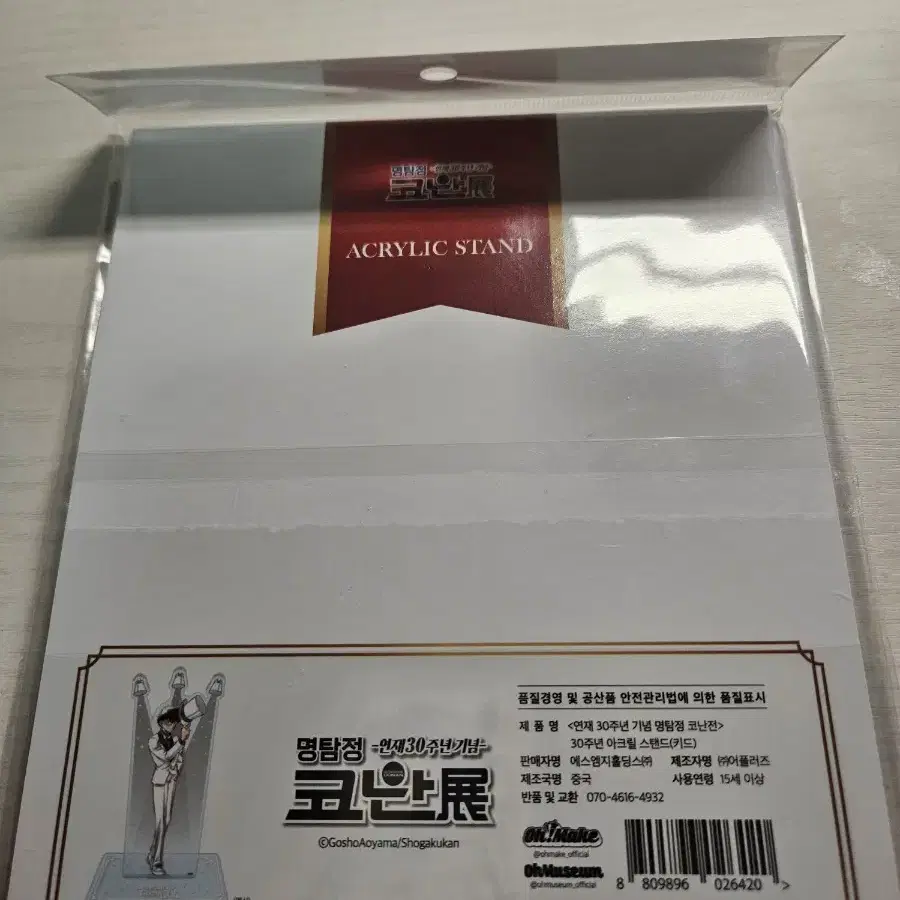 명탐정 -연재30주년기념-
코난展
ACRYLIC STAND
명탐정 -연재30주년기념-
코난展
©GoshoAoyama/Shogakukan
품질경영 및 공산품 안전관리법에 의한 품질표시
제 품 명 <연재 30주년 기념 명탐정 코난전>
30주년 아크릴 스탠드(키드)
판매자명 에스엠지홀딩스㈜ 제조자명 ㈜어플러즈
제조국명 중국 사용연령 15세 이상
반품 및 교환 070-4616-4932
Oh!Make
@ohmake_official
OhMuseum
@ohmuseum_official
8 809896 026420 >